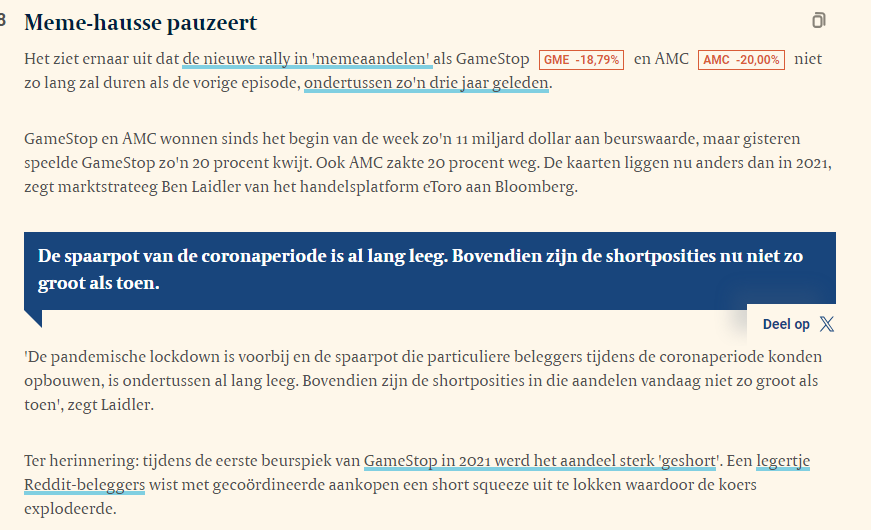 Meme-hausse pauzeert
Het ziet ernaar uit dat de nieuwe rally in 'memeaandelen' als GameStop GME -18,79% en AMC AMC -20,00% niet
zo lang zal duren als de vorige episode, ondertussen zo'n drie jaar geleden.
GameStop en AMC wonnen sinds het begin van de week zo'n 11 miljard dollar aan beurswaarde, maar gisteren
speelde GameStop zo'n 20 procent kwijt. Ook AMC zakte 20 procent weg. De kaarten liggen nu anders dan in 2021,
zegt marktstrateeg Ben Laidler van het handelsplatform eToro aan Bloomberg.
De spaarpot van de coronaperiode is al lang leeg. Bovendien zijn de shortposities nu niet zo
groot als toen.
Deel op X
'De pandemische lockdown is voorbij en de spaarpot die particuliere beleggers tijdens de coronaperiode konden
opbouwen, is ondertussen al lang leeg. Bovendien zijn de shortposities in die aandelen vandaag niet zo groot als
toen', zegt Laidler.
Ter herinnering: tijdens de eerste beurspiek van GameStop in 2021 werd het aandeel sterk 'geshort'. Een legertje
Reddit-beleggers wist met gecoördineerde aankopen een short squeeze uit te lokken waardoor de koers
explodeerde.